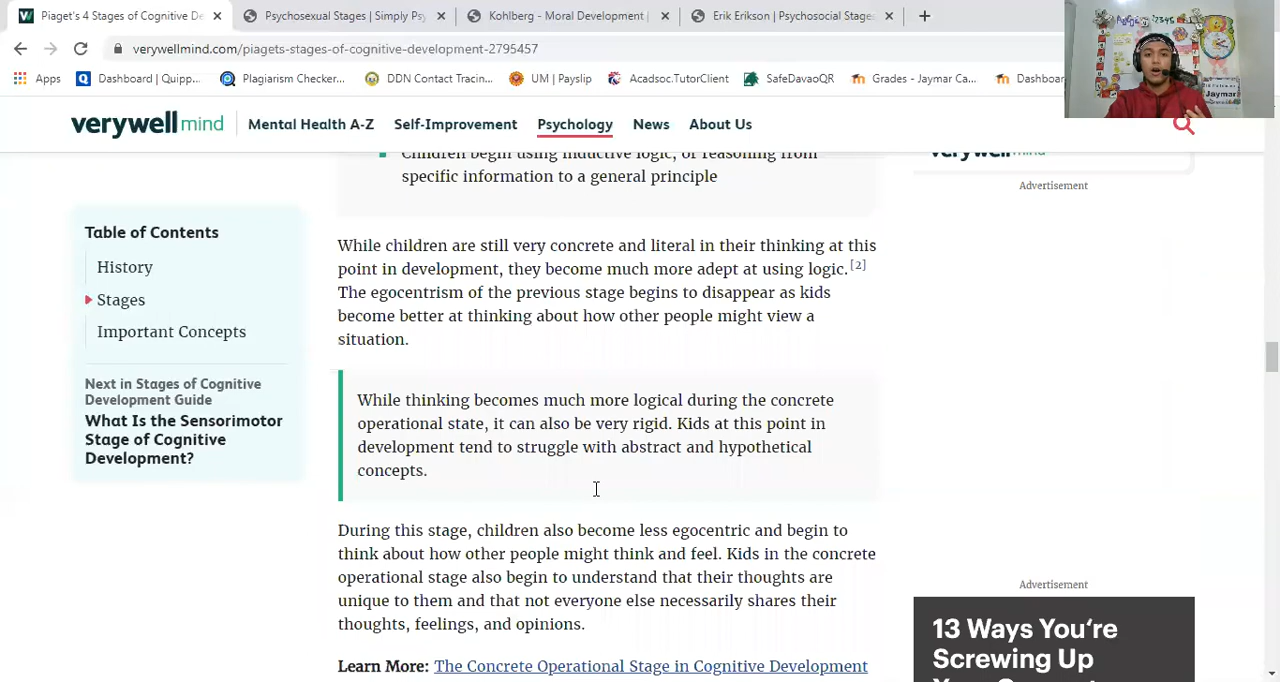 Piaget's 4 Stages of Cognitive De
Psychosexual Stages | Simply Psy
Kohlberg - Moral Development |
Erik Erikson | Psychosocial Stages
verywellmind.com/piagets-stages-of-cognitive-development-2795457
Apps
Dashboard | Quipp...
Plagiarism Checker...
DDN Contact Tracin...
UM | Payslip
Acadsoc.TutorClient
SafeDavaoQR
Grades - Jaymar Ca...
Dashboar
Jaymar
verywell mind
Mental Health A-Z
Self-Improvement
Psychology
News
About Us
Children begin using inductive logic, or reasoning from
specific information to a general principle
verywell mind
Advertisement
Table of Contents
History
Stages
Important Concepts
Next in Stages of Cognitive
Development Guide
What Is the Sensorimotor
Stage of Cognitive
Development?
While children are still very concrete and literal in their thinking at this
point in development, they become much more adept at using logic.[2]
The egocentrism of the previous stage begins to disappear as kids
become better at thinking about how other people might view a
situation.
While thinking becomes much more logical during the concrete
operational state, it can also be very rigid. Kids at this point in
development tend to struggle with abstract and hypothetical
concepts.
During this stage, children also become less egocentric and begin to
think about how other people might think and feel. Kids in the concrete
operational stage also begin to understand that their thoughts are
unique to them and that not everyone else necessarily shares their
thoughts, feelings, and opinions.
Learn More: The Concrete Operational Stage in Cognitive Development
Advertisement
13 Ways You're
Screwing Up